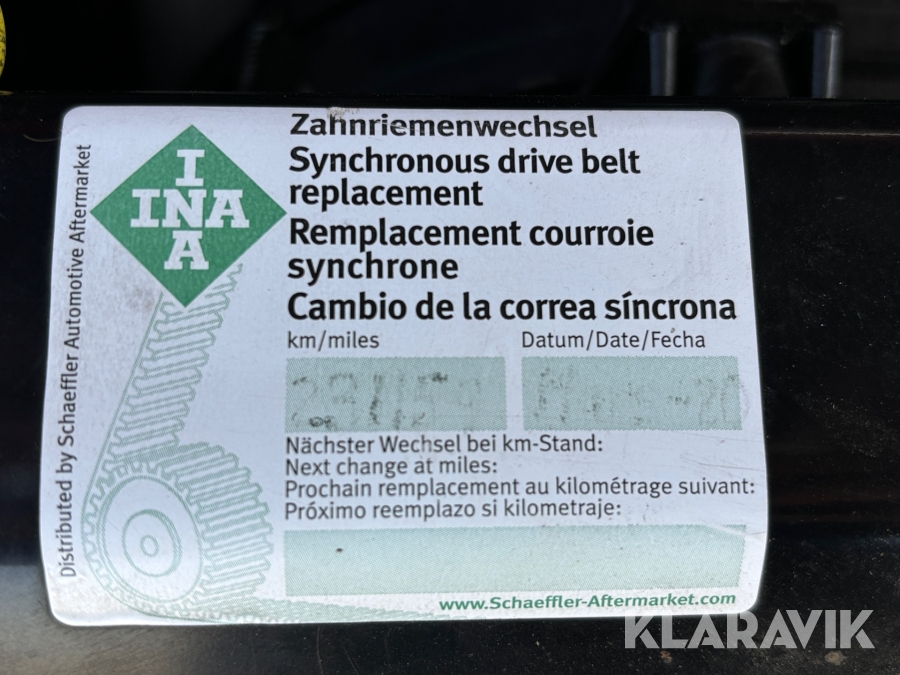 INA
INA
Distributed by Schaeffler Automotive Aftermarket
Zahnriemenwechsel
Synchronous drive belt
replacement
Remplacement courroie
synchrone
Cambio de la correa síncrona
km/miles
Datum/Date/Fecha
Nächster Wechsel bei km-Stand:
Next change at miles:
Prochain remplacement au kilométrage suivant:
Próximo reemplazo si kilometraje:
www.Schaeffler-Aftermarket.com
KLARAVIK